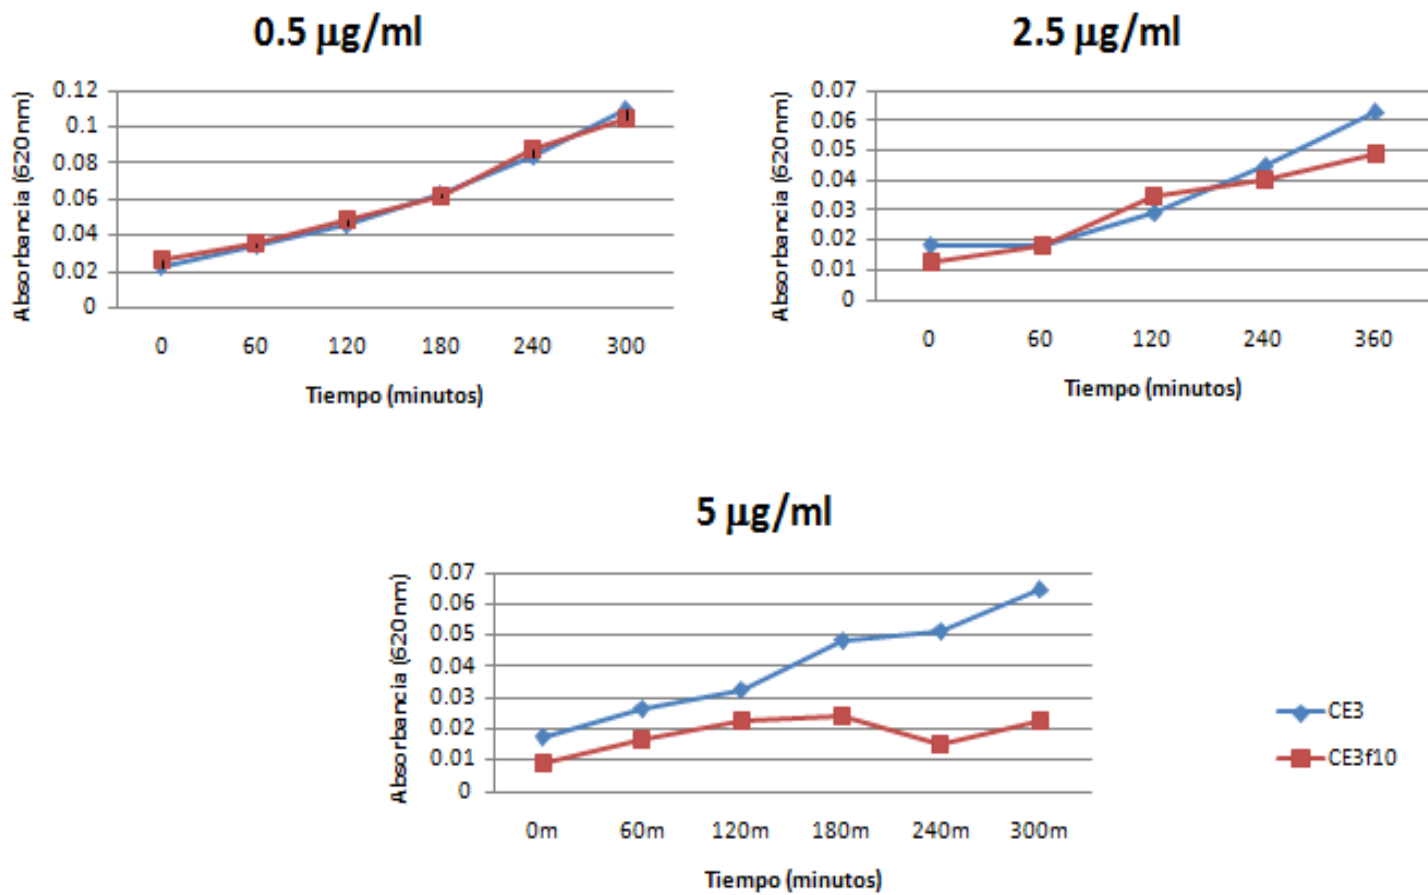 0.5 µg/ml
Absorbancia (620nm)
0.12
0.1
0.08
0.06
0.04
0.02
0
0 60 120 180 240 300
Tiempo (minutos)
2.5 µg/ml
Absorbancia (620nm)
0.07
0.06
0.05
0.04
0.03
0.02
0.01
0
0 60 120 240 360
Tiempo (minutos)
5 µg/ml
Absorbancia (620nm)
0.07
0.06
0.05
0.04
0.03
0.02
0.01
0
0m 60m 120m 180m 240m 300m
Tiempo (minutos)
CE3
CE3f10